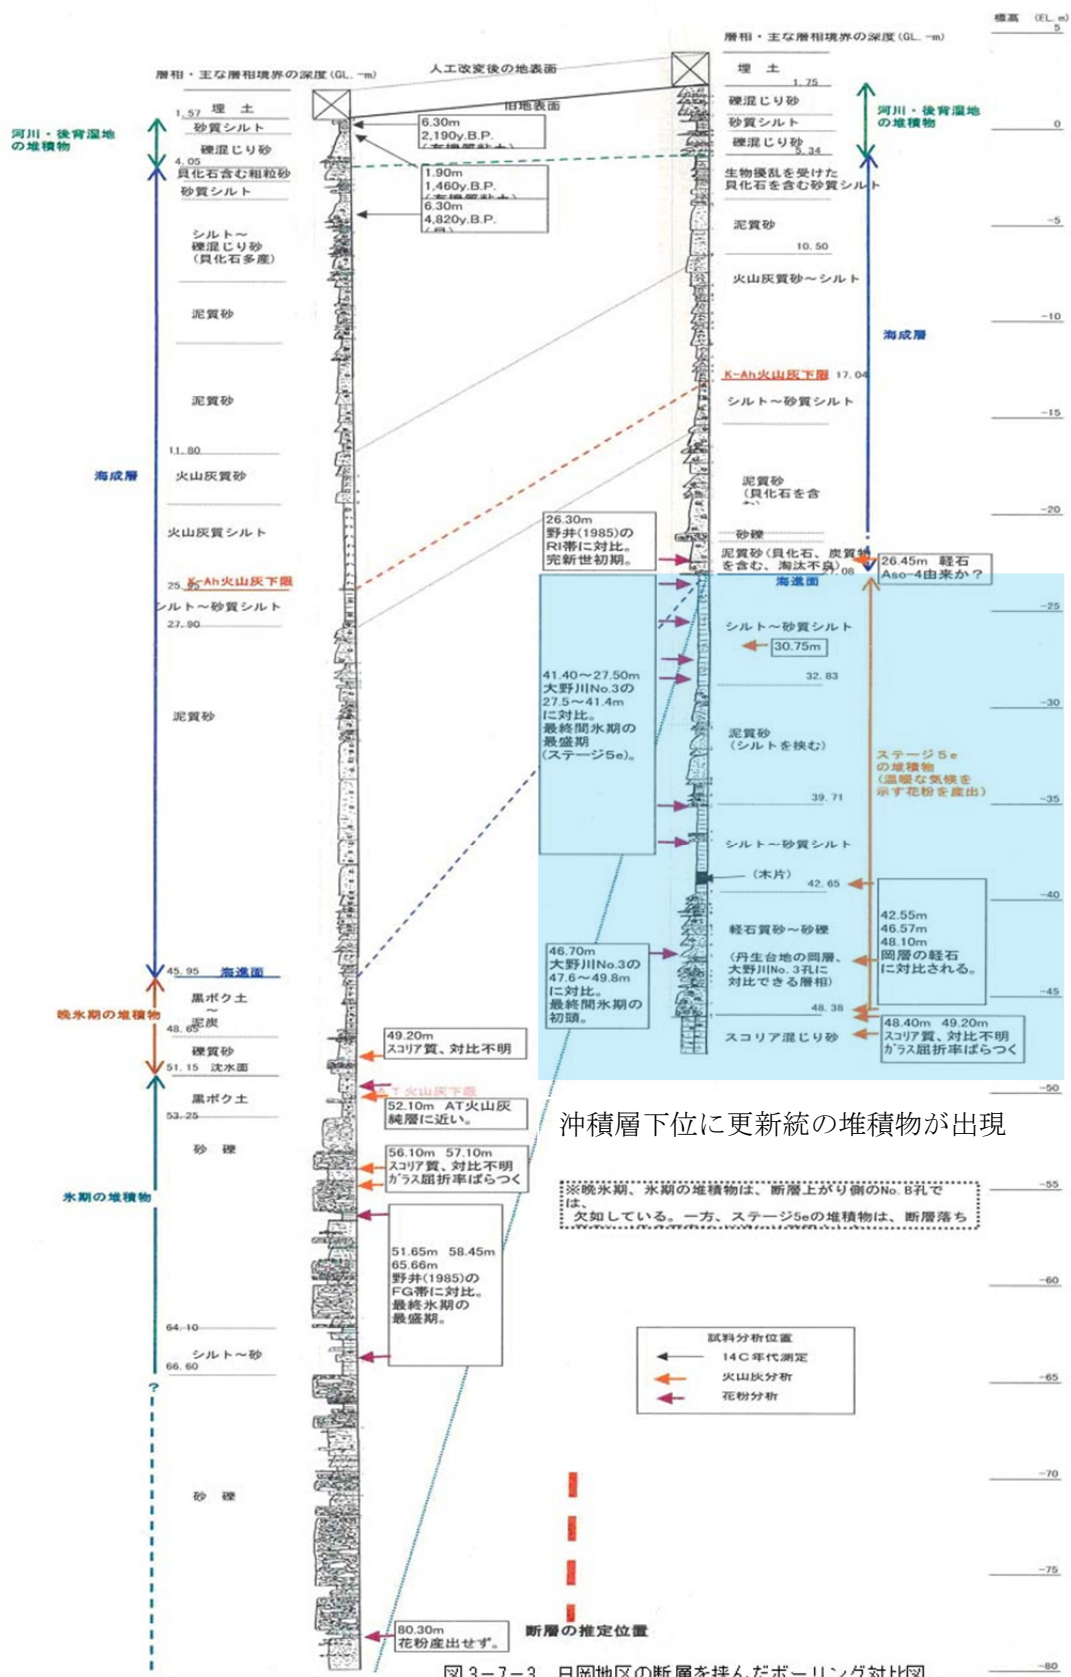 標高 (EL. m)
5
0
-5
-10
-15
-20
-25
-30
-35
-40
-45
-50
-55
-60
-65
-70
-75
-80
層相・主な層相境界の深度(GL. -m)
人工改変後の地表面
旧地表面
1.57
埋 土
砂質シルト
礫混じり砂
4.05
貝化石含む粗粒砂
砂質シルト
シルト～
礫混じり砂
(貝化石多産)
泥質砂
泥質砂
11.80
火山灰質砂
火山灰質シルト
25.95
K-Ah火山灰下限
シルト～砂質シルト
27.90
泥質砂
45.95
海進面
黒ボク土
～
泥炭
48.65
礫質砂
51.15 沈水面
黒ボク土
53.25
砂 礫
64.10
シルト～砂
66.60
砂 礫
河川・後背湿地
の堆積物
海成層
晩氷期の堆積物
氷期の堆積物
?
6.30m
2,190y.B.P.
1.90m
1,460y.B.P.
6.30m
4,820y.B.P.
49.20m
スコリア質、対比不明
T火山灰下限
52.10m AT火山灰
純層に近い。
56.10m 57.10m
スコリア質、対比不明
ガラス屈折率ばらつく
51.65m 58.45m
65.66m
野井(1985)の
FG帯に対比。
最終氷期の
最盛期。
80.30m
花粉産出せず。
層相・主な層相境界の深度(GL. -m)
埋 土
1.75
礫混じり砂
砂質シルト
礫混じり砂
5.34
生物擾乱を受けた
貝化石を含む砂質シルト
泥質砂
10.50
火山灰質砂～シルト
K-Ah火山灰下限 17.04
シルト～砂質シルト
泥質砂
(貝化石を含
砂礫
泥質砂(貝化石、炭質物
を含む、淘汰不良)
27.08
海進面
シルト～砂質シルト
30.75m
32.83
泥質砂
(シルトを挟む)
39.71
シルト～砂質シルト
(木片)
42.65
軽石質砂～砂礫
(丹生台地の岡層、
大野川No. 3孔に
対比できる層相)
48.38
スコリア混じり砂
河川・後背湿地
の堆積物
海成層
ステージ5e
の堆積物
(温暖な気候を
示す花粉を産出)
26.30m
野井(1985)の
RI帯に対比。
完新世初期。
26.45m 軽石
Aso-4由来か？
41.40～27.50m
大野川No.3の
27.5～41.4m
に対比。
最終間氷期の
最盛期
(ステージ5e)。
46.70m
大野川No.3の
47.6～49.8m
に対比。
最終間氷期の
初頭。
42.55m
46.57m
48.10m
岡層の軽石
に対比される。
48.40m 49.20m
スコリア質、対比不明
ガラス屈折率ばらつく
沖積層下位に更新統の堆積物が出現
※晩氷期、氷期の堆積物は、断層上がり側のNo. B孔で
は、
欠如している。一方、ステージ5eの堆積物は、断層落ち
試料分析位置
14C年代測定
火山灰分析
花粉分析
断層の推定位置
図3-7-3 日岡地区の断層を挟んだボーリング対比図